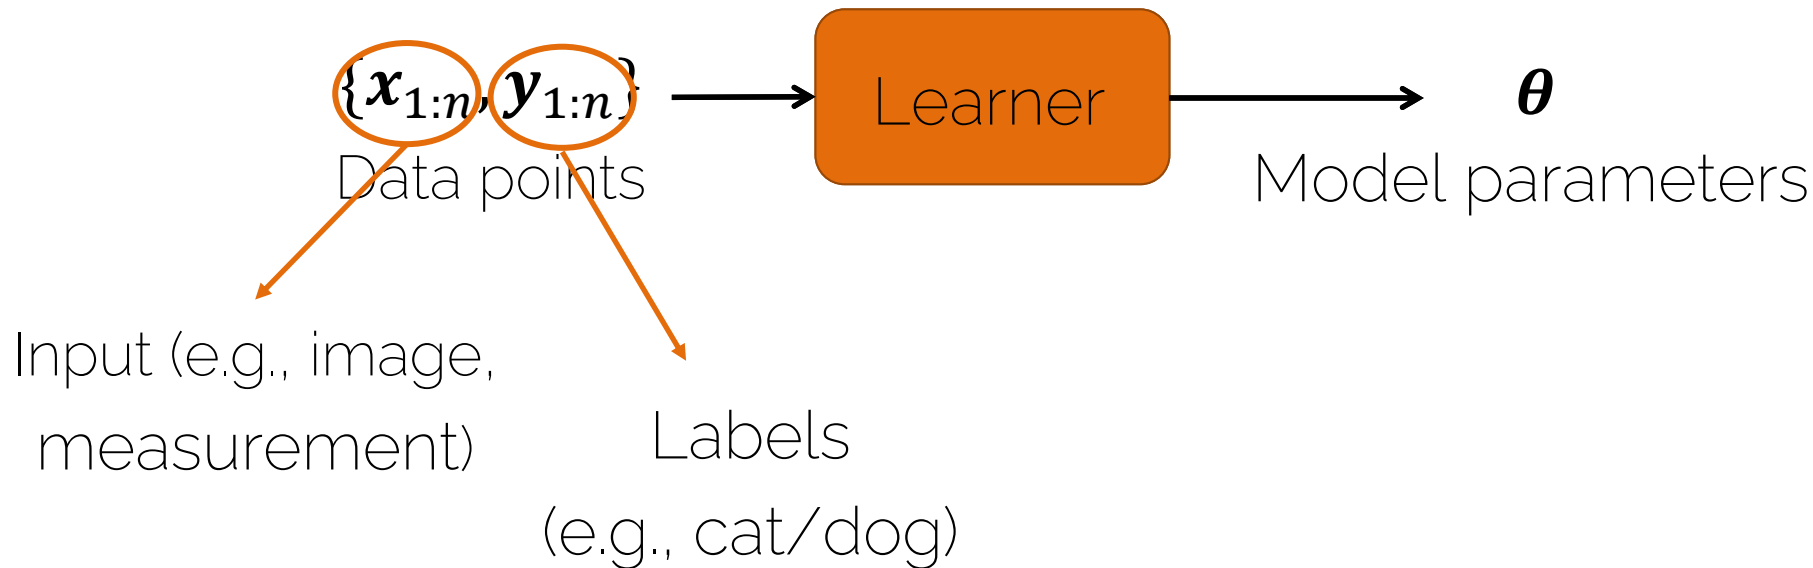 {x1:n, y1:n}
Learner
θ
Data points
Model parameters
Input (e.g., image,
measurement)
Labels
(e.g., cat/dog)